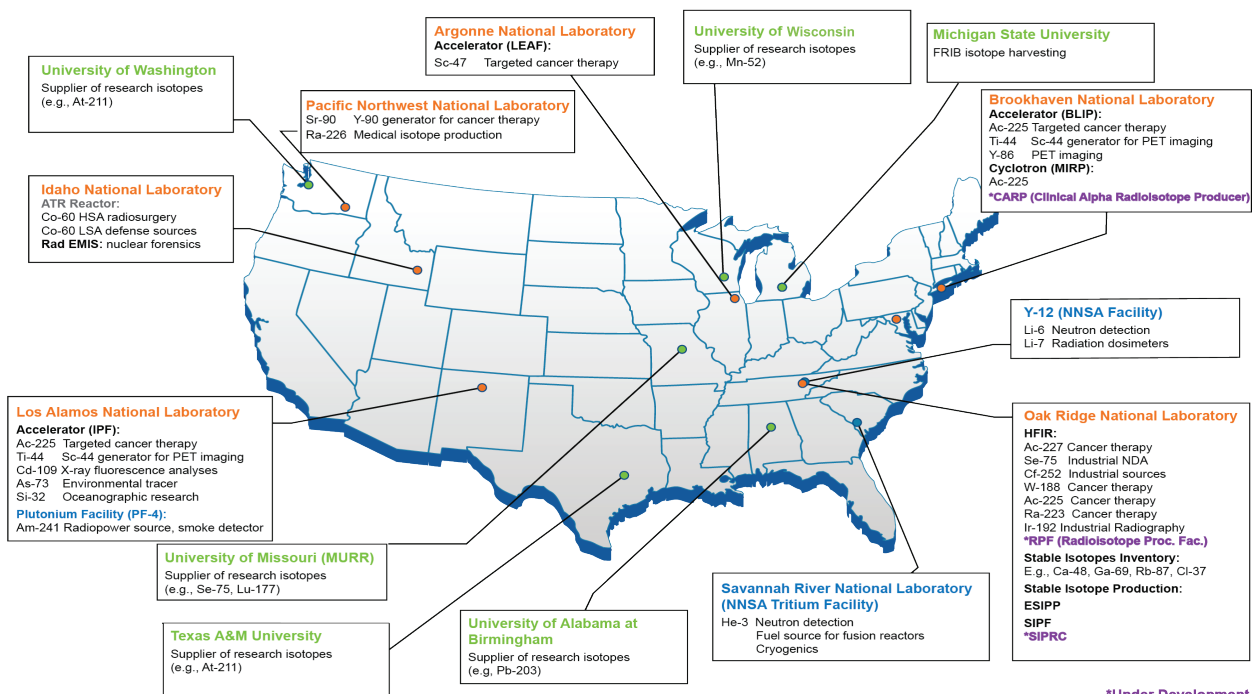 Argonne National Laboratory
Accelerator (LEAF):
Sc-47 Targeted cancer therapy
University of Wisconsin
Supplier of research isotopes
(e.g., Mn-52)
Michigan State University
FRIB isotope harvesting
University of Washington
Supplier of research isotopes
(e.g., At-211)
Pacific Northwest National Laboratory
Sr-90 Y-90 generator for cancer therapy
Ra-226 Medical isotope production
Brookhaven National Laboratory
Accelerator (BLIP):
Ac-225 Targeted cancer therapy
Ti-44 Sc-44 generator for PET imaging
Y-86 PET imaging
Cyclotron (MIRP):
Ac-225
*CARP (Clinical Alpha RadioIsotope Producer)
Idaho National Laboratory
ATR Reactor:
Co-60 HSA radiosurgery
Co-60 LSA defense sources
Rad EMIS: nuclear forensics
Y-12 (NNSA Facility)
Li-6 Neutron detection
Li-7 Radiation dosimeters
Los Alamos National Laboratory
Accelerator (IPF):
Ac-225 Targeted cancer therapy
Ti-44 Sc-44 generator for PET imaging
Cd-109 X-ray fluorescence analyses
As-73 Environmental tracer
Si-32 Oceanographic research
Plutonium Facility (PF-4):
Am-241 Radiopower source, smoke detector
Oak Ridge National Laboratory
HFIR:
Ac-227 Cancer therapy
Se-75 Industrial NDA
Cf-252 Industrial sources
W-188 Cancer therapy
Ac-225 Cancer therapy
Ra-223 Cancer therapy
Ir-192 Industrial Radiography
*RPF (Radioisotope Proc. Fac.)
Stable Isotopes Inventory:
E.g., Ca-48, Ga-69, Rb-87, Cl-37
Stable Isotope Production:
ESIPP
SIPF
*SIPRC
University of Missouri (MURR)
Supplier of research isotopes
(e.g., Se-75, Lu-177)
Savannah River National Laboratory
(NNSA Tritium Facility)
He-3 Neutron detection
Fuel source for fusion reactors
Cryogenics
University of Alabama at
Birmingham
Supplier of research isotopes
(e.g, Pb-203)
Texas A&M University
Supplier of research isotopes
(e.g., At-211)
*Under Development